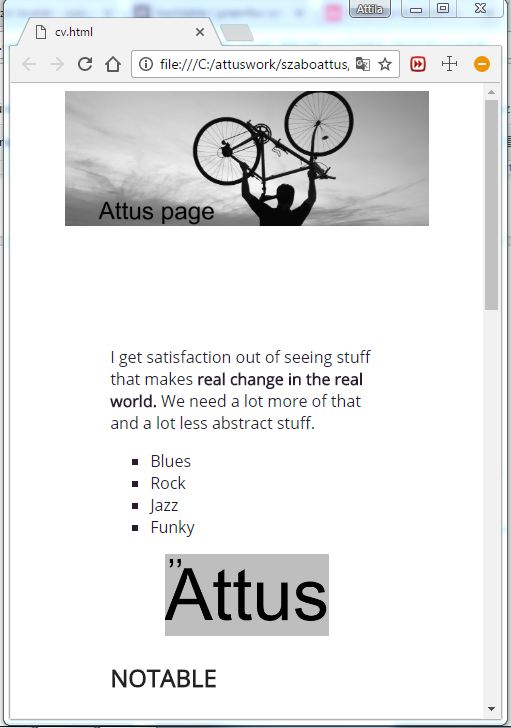 Attila
cv.html
file:///C:/attuswork/szaboattus,
Attus page
I get satisfaction out of seeing stuff
that makes real change in the real
world. We need a lot more of that
and a lot less abstract stuff.
Blues
Rock
Jazz
Funky
,,
Attus
NOTABLE